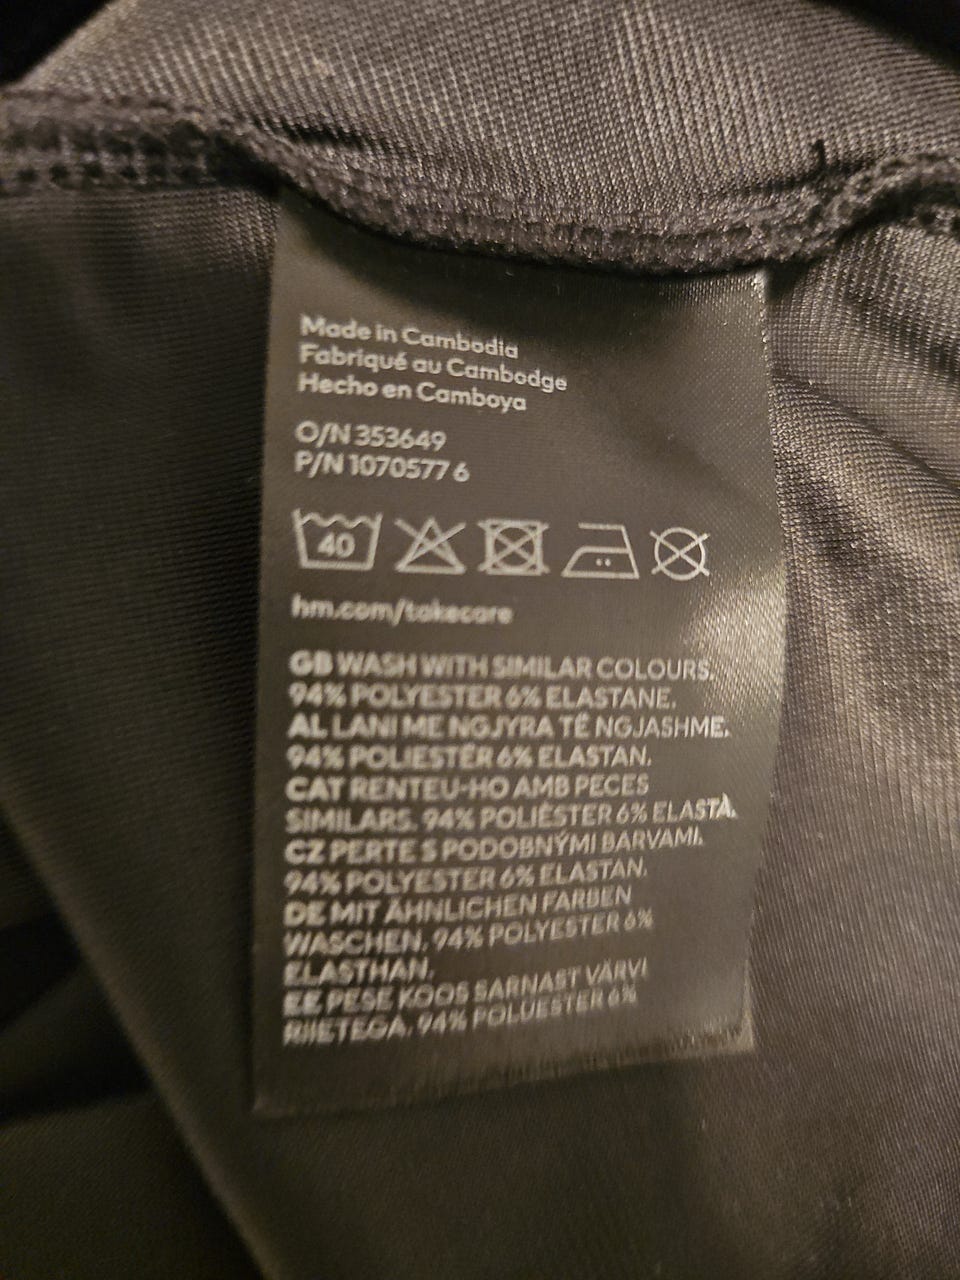 Made in Cambodia
Fabriqué au Cambodge
Hecho en Camboya
O/N 353649
P/N 1070577 6
40
hm.com/takecare
GB WASH WITH SIMILAR COLOURS.
94% POLYESTER 6% ELASTANE.
AL LANI ME NGJYRA TË NGJASHME.
94% POLIESTËR 6% ELASTAN.
CAT RENTEU-HO AMB PECES
SIMILARS. 94% POLIÈSTER 6% ELASTÀ.
CZ PERTE S PODOBNÝMI BARVAMI.
94% POLYESTER 6% ELASTAN.
DE MIT ÄHNLICHEN FARBEN
WASCHEN. 94% POLYESTER 6%
ELASTHAN.
EE PESE KOOS SARNAST VÄRVI
RIIETEGA. 94% POLÜESTER 6%